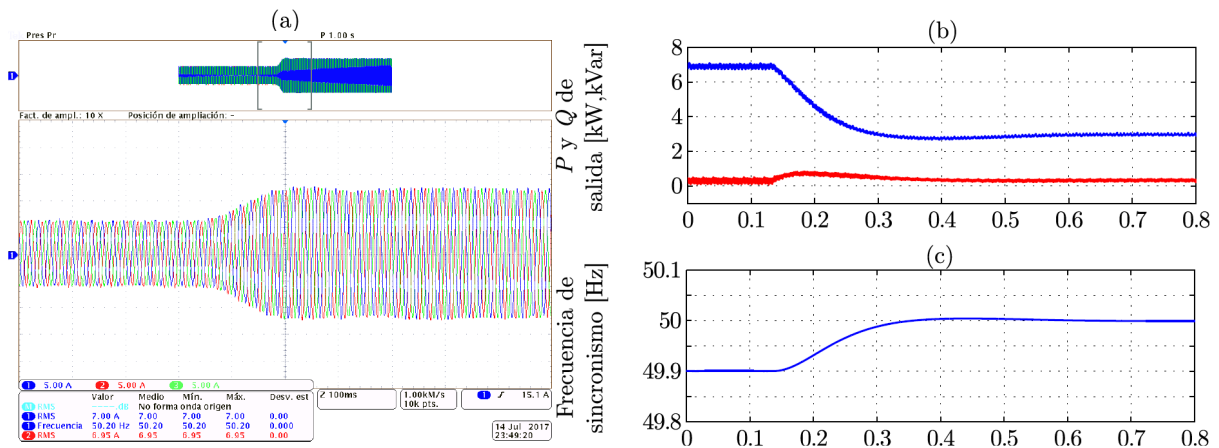 (a)
Pres Pr
P 1.00 s
1
Fact. de ampl.: 10 X
Posición de ampliación: -
1
1 5.00 A
2 5.00 A
5.00 A
Z 100ms
1.00kM/s
10k pts.
1 15.1 A
Valor Medio Mín. Máx. Desv. est
RMS No forma onda origen
1 RMS 7.00 A 7.00 7.00 7.00 0.00
1 Frecuencia 50.20 Hz 50.20 50.20 50.20 0.000
2 RMS 6.95 A 6.95 6.95 6.95 0.00
14 Jul 2017
23:49:20
(b)
P y Q de
salida [kW,kVar]
8
6
4
2
0
0 0.1 0.2 0.3 0.4 0.5 0.6 0.7 0.8
(c)
Frecuencia de
sincronismo [Hz]
50.1
50
49.9
49.8
0 0.1 0.2 0.3 0.4 0.5 0.6 0.7 0.8